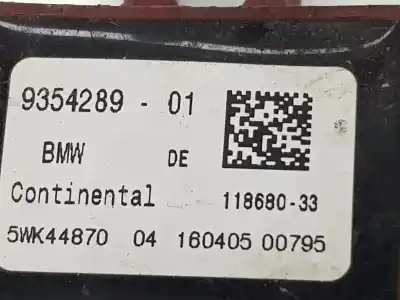 9354289 - 01
BMW DE
Continental 118680-33
5WK44870 04 160405 00795